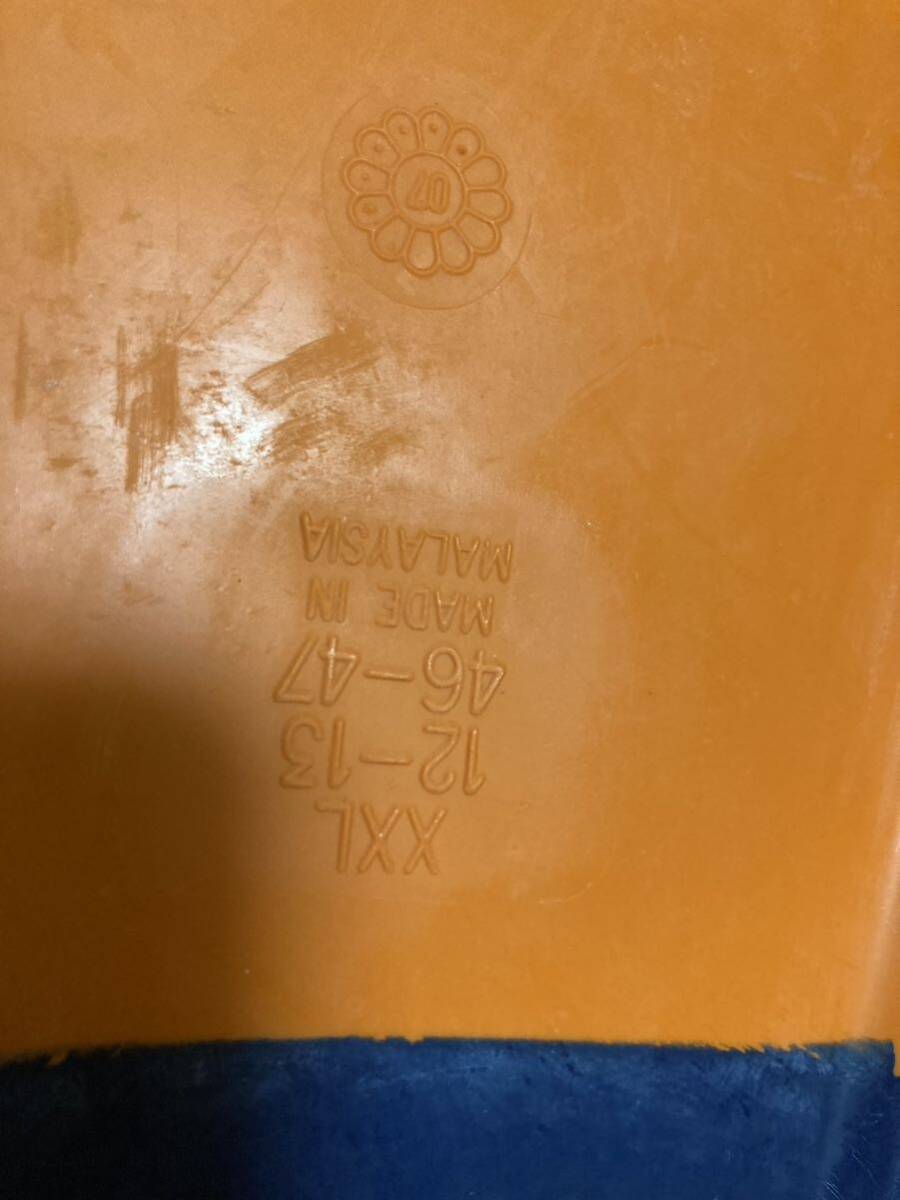 XXL
12-13
46-47
MADE IN
MALAYSIA
07